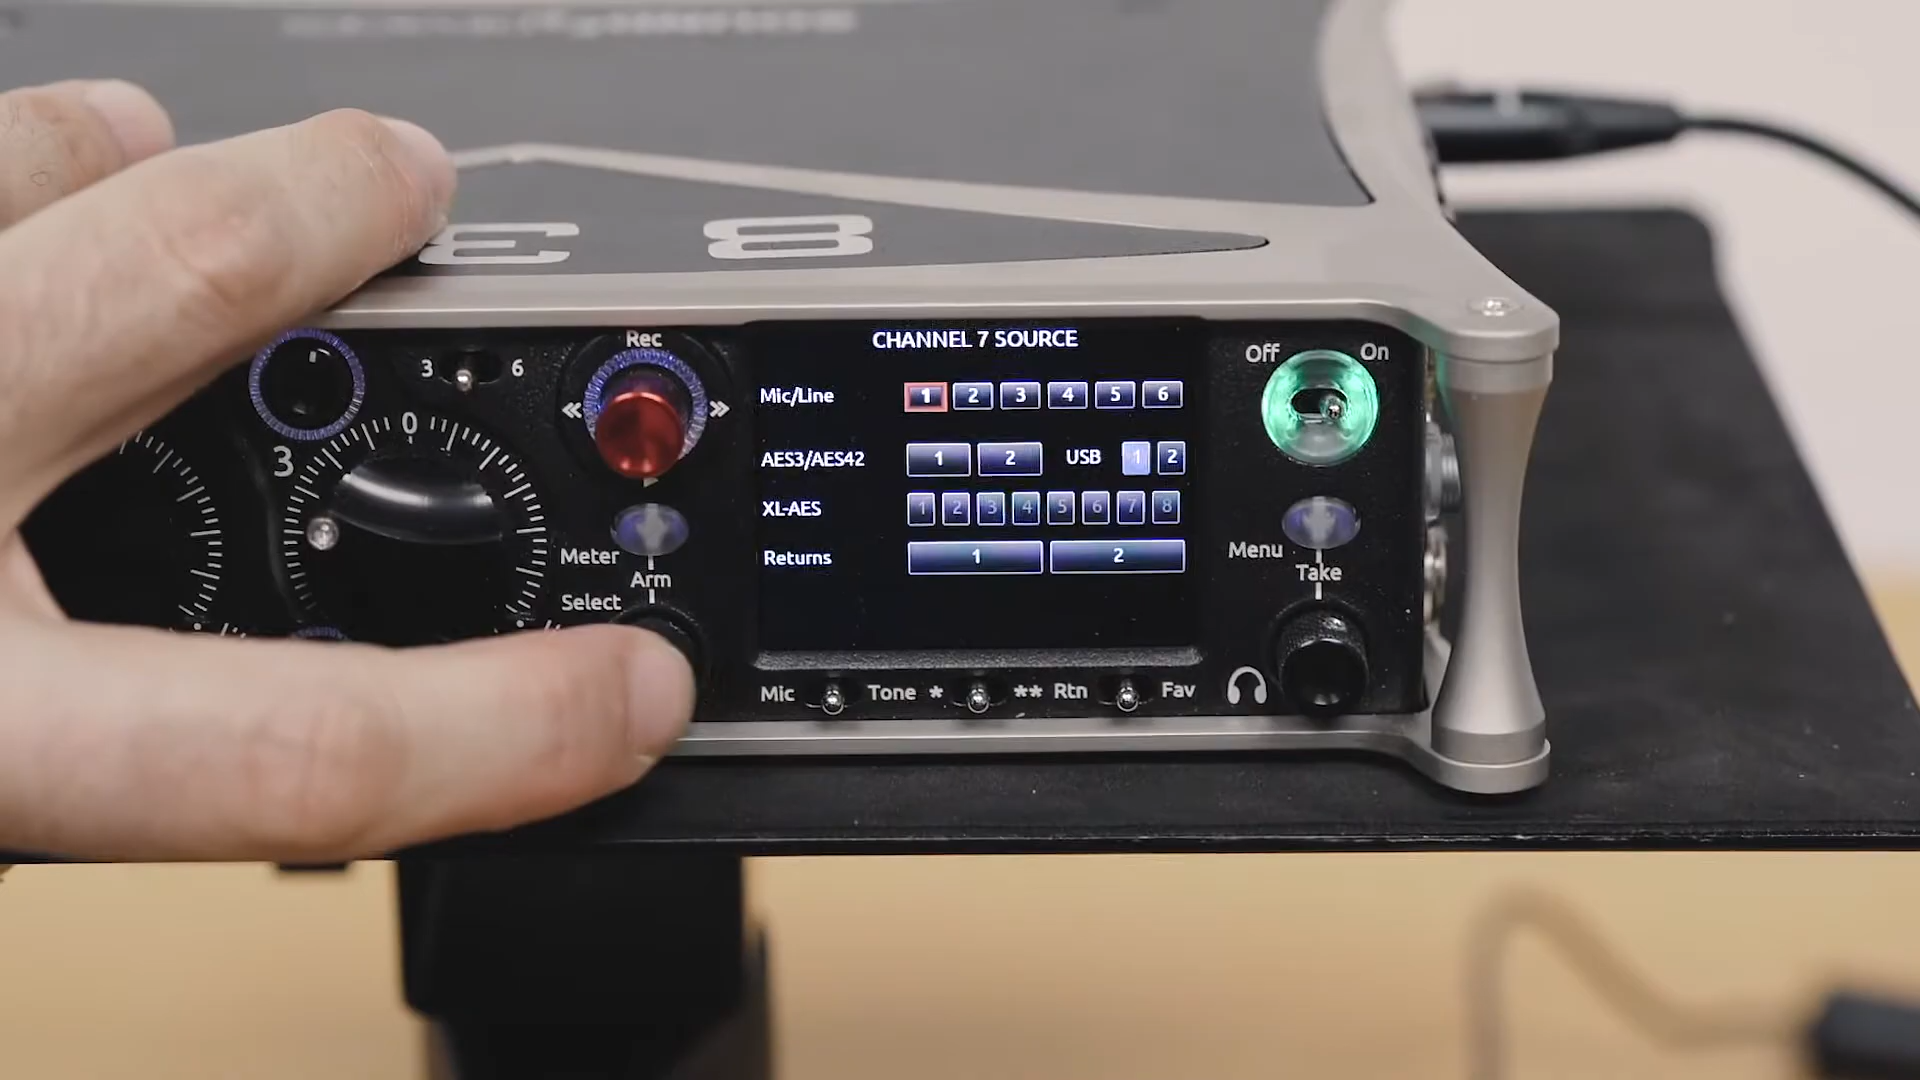 8 3
3 6
0
3
Rec
« »
Meter
Arm
Select
CHANNEL 7 SOURCE
Mic/Line 1 2 3 4 5 6
AES3/AES42 1 2 USB 1 2
XL-AES 1 2 3 4 5 6 7 8
Returns 1 2
Mic Tone * ** Rtn Fav
Off On
Menu
Take